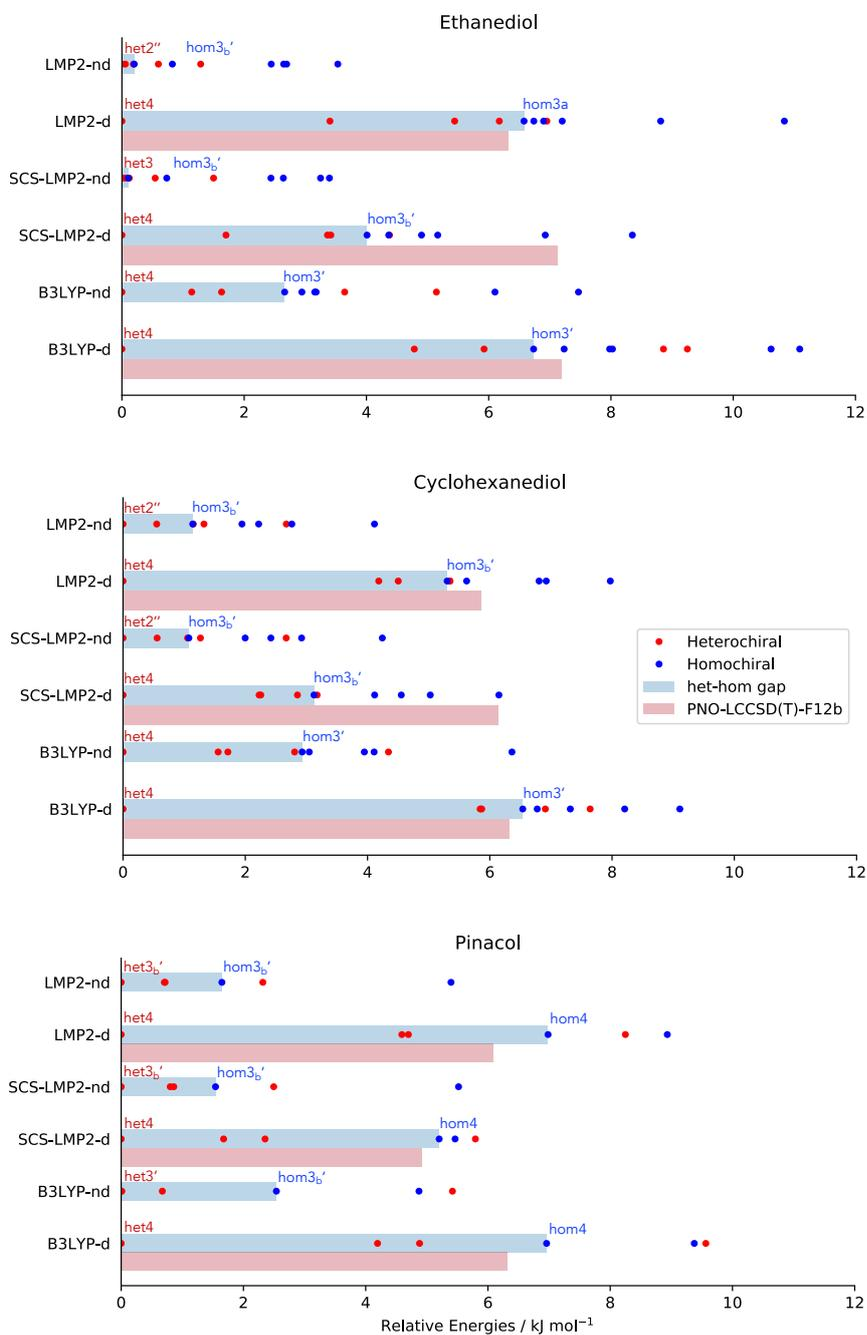 Ethanediol
het2″ hom3b′
LMP2-nd
het4 hom3a
LMP2-d
het3 hom3b′
SCS-LMP2-nd
het4 hom3b′
SCS-LMP2-d
het4 hom3′
B3LYP-nd
het4 hom3′
B3LYP-d
0 2 4 6 8 10 12
Cyclohexanediol
het2″ hom3b′
LMP2-nd
het4 hom3b′
LMP2-d
het2″ hom3b′
SCS-LMP2-nd
het4 hom3b′
SCS-LMP2-d
het4 hom3′
B3LYP-nd
het4 hom3′
B3LYP-d
Heterochiral
Homochiral
het-hom gap
PNO-LCCSD(T)-F12b
0 2 4 6 8 10 12
Pinacol
het3b′ hom3b′
LMP2-nd
het4 hom4
LMP2-d
het3b′ hom3b′
SCS-LMP2-nd
het4 hom4
SCS-LMP2-d
het3′ hom3b′
B3LYP-nd
het4 hom4
B3LYP-d
0 2 4 6 8 10 12
Relative Energies / kJ mol⁻¹